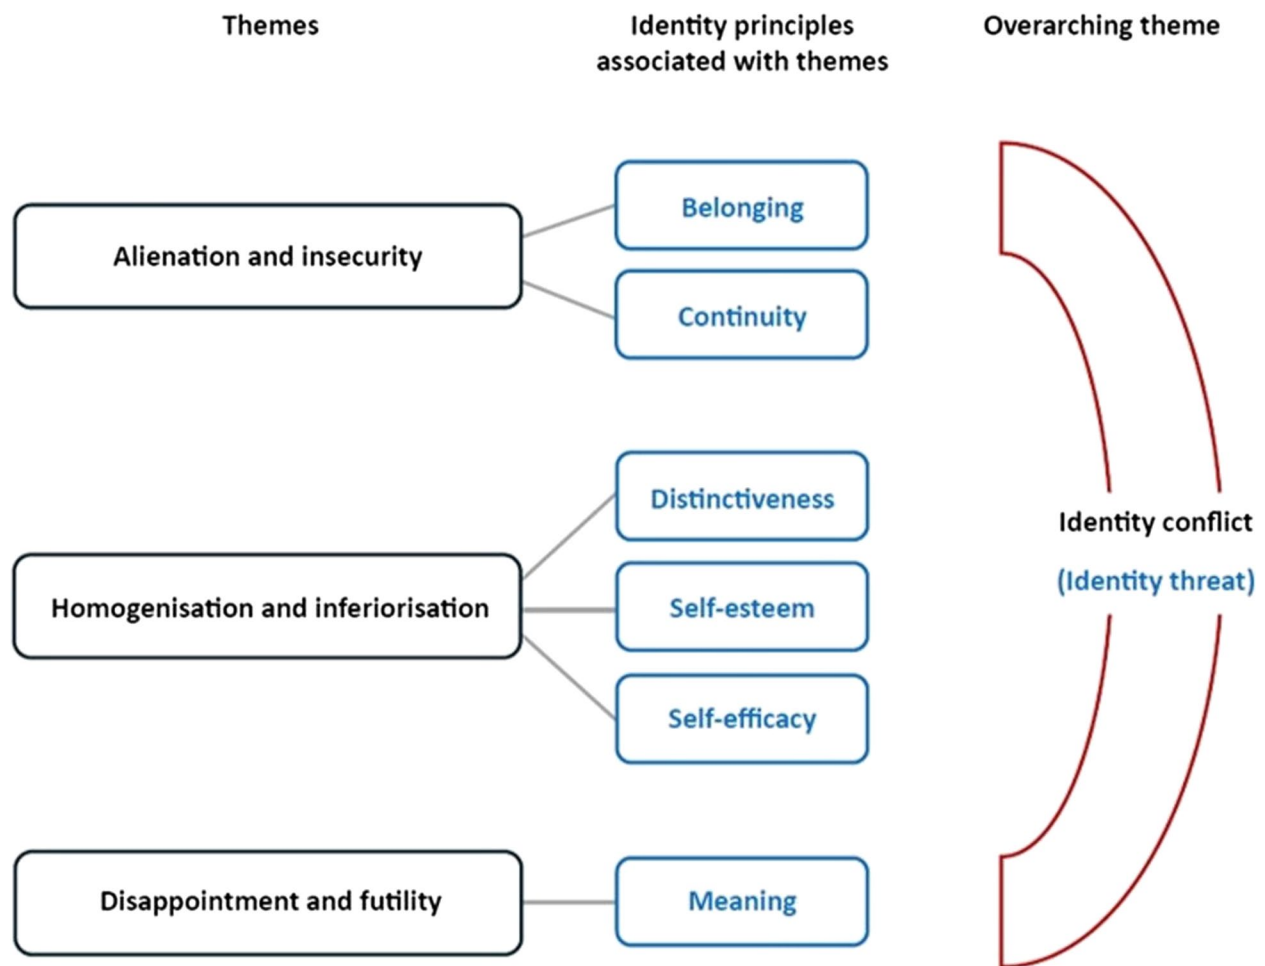 Themes
Identity principles
associated with themes
Overarching theme
Alienation and insecurity
Belonging
Continuity
Homogenisation and inferiorisation
Distinctiveness
Self-esteem
Self-efficacy
Disappointment and futility
Meaning
Identity conflict
(Identity threat)